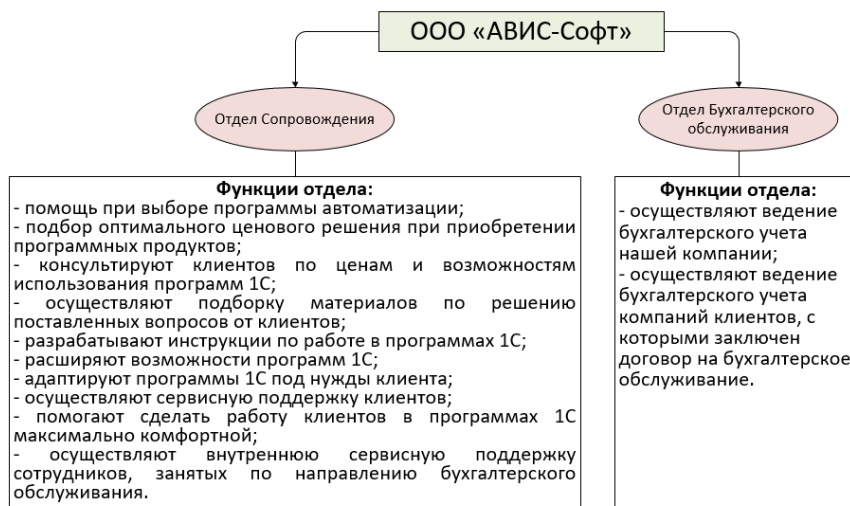 ООО «АВИС-Софт»
Отдел Сопровождения
Отдел Бухгалтерского
обслуживания
Функции отдела:
- помощь при выборе программы автоматизации;
- подбор оптимального ценового решения при приобретении
программных продуктов;
- консультируют клиентов по ценам и возможностям
использования программ 1С;
- осуществляют подборку материалов по решению
поставленных вопросов от клиентов;
- разрабатывают инструкции по работе в программах 1С;
- расширяют возможности программ 1С;
- адаптируют программы 1С под нужды клиента;
- осуществляют сервисную поддержку клиентов;
- помогают сделать работу клиентов в программах 1С
максимально комфортной;
- осуществляют внутреннюю сервисную поддержку
сотрудников, занятых по направлению бухгалтерского
обслуживания.
Функции отдела:
- осуществляют ведение
бухгалтерского учета
нашей компании;
- осуществляют ведение
бухгалтерского учета
компаний клиентов, с
которыми заключен
договор на бухгалтерское
обслуживание.